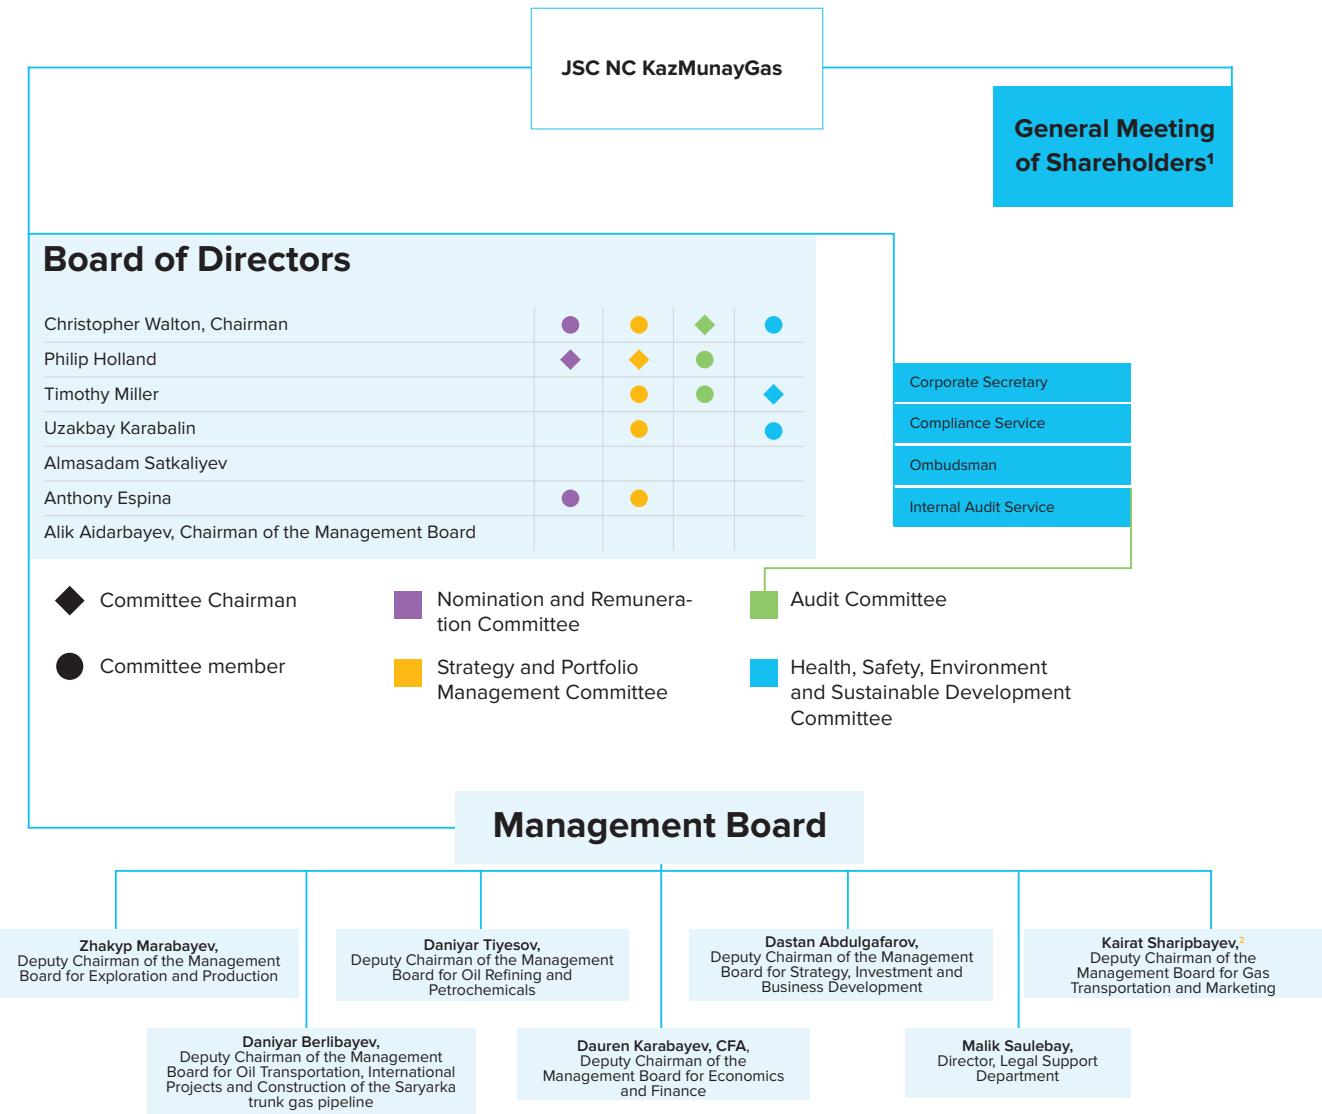 JSC NC KazMunayGas
General Meeting
of Shareholders¹
Board of Directors
Christopher Walton, Chairman
Philip Holland
Timothy Miller
Uzakbay Karabalin
Almasadam Satkaliyev
Anthony Espina
Alik Aidarbayev, Chairman of the Management Board
Corporate Secretary
Compliance Service
Ombudsman
Internal Audit Service
Committee Chairman
Committee member
Nomination and Remunera-
tion Committee
Strategy and Portfolio
Management Committee
Audit Committee
Health, Safety, Environment
and Sustainable Development
Committee
Management Board
Zhakyp Marabayev,
Deputy Chairman of the Management
Board for Exploration and Production
Daniyar Tiyesov,
Deputy Chairman of the Management
Board for Oil Refining and
Petrochemicals
Dastan Abdulgafarov,
Deputy Chairman of the Management
Board for Strategy, Investment and
Business Development
Kairat Sharipbayev,²
Deputy Chairman of the
Management Board for Gas
Transportation and Marketing
Daniyar Berlibayev,
Deputy Chairman of the Management
Board for Oil Transportation, International
Projects and Construction of the Saryarka
trunk gas pipeline
Dauren Karabayev, CFA,
Deputy Chairman of the
Management Board for Economics
and Finance
Malik Saulebay,
Director, Legal Support
Department